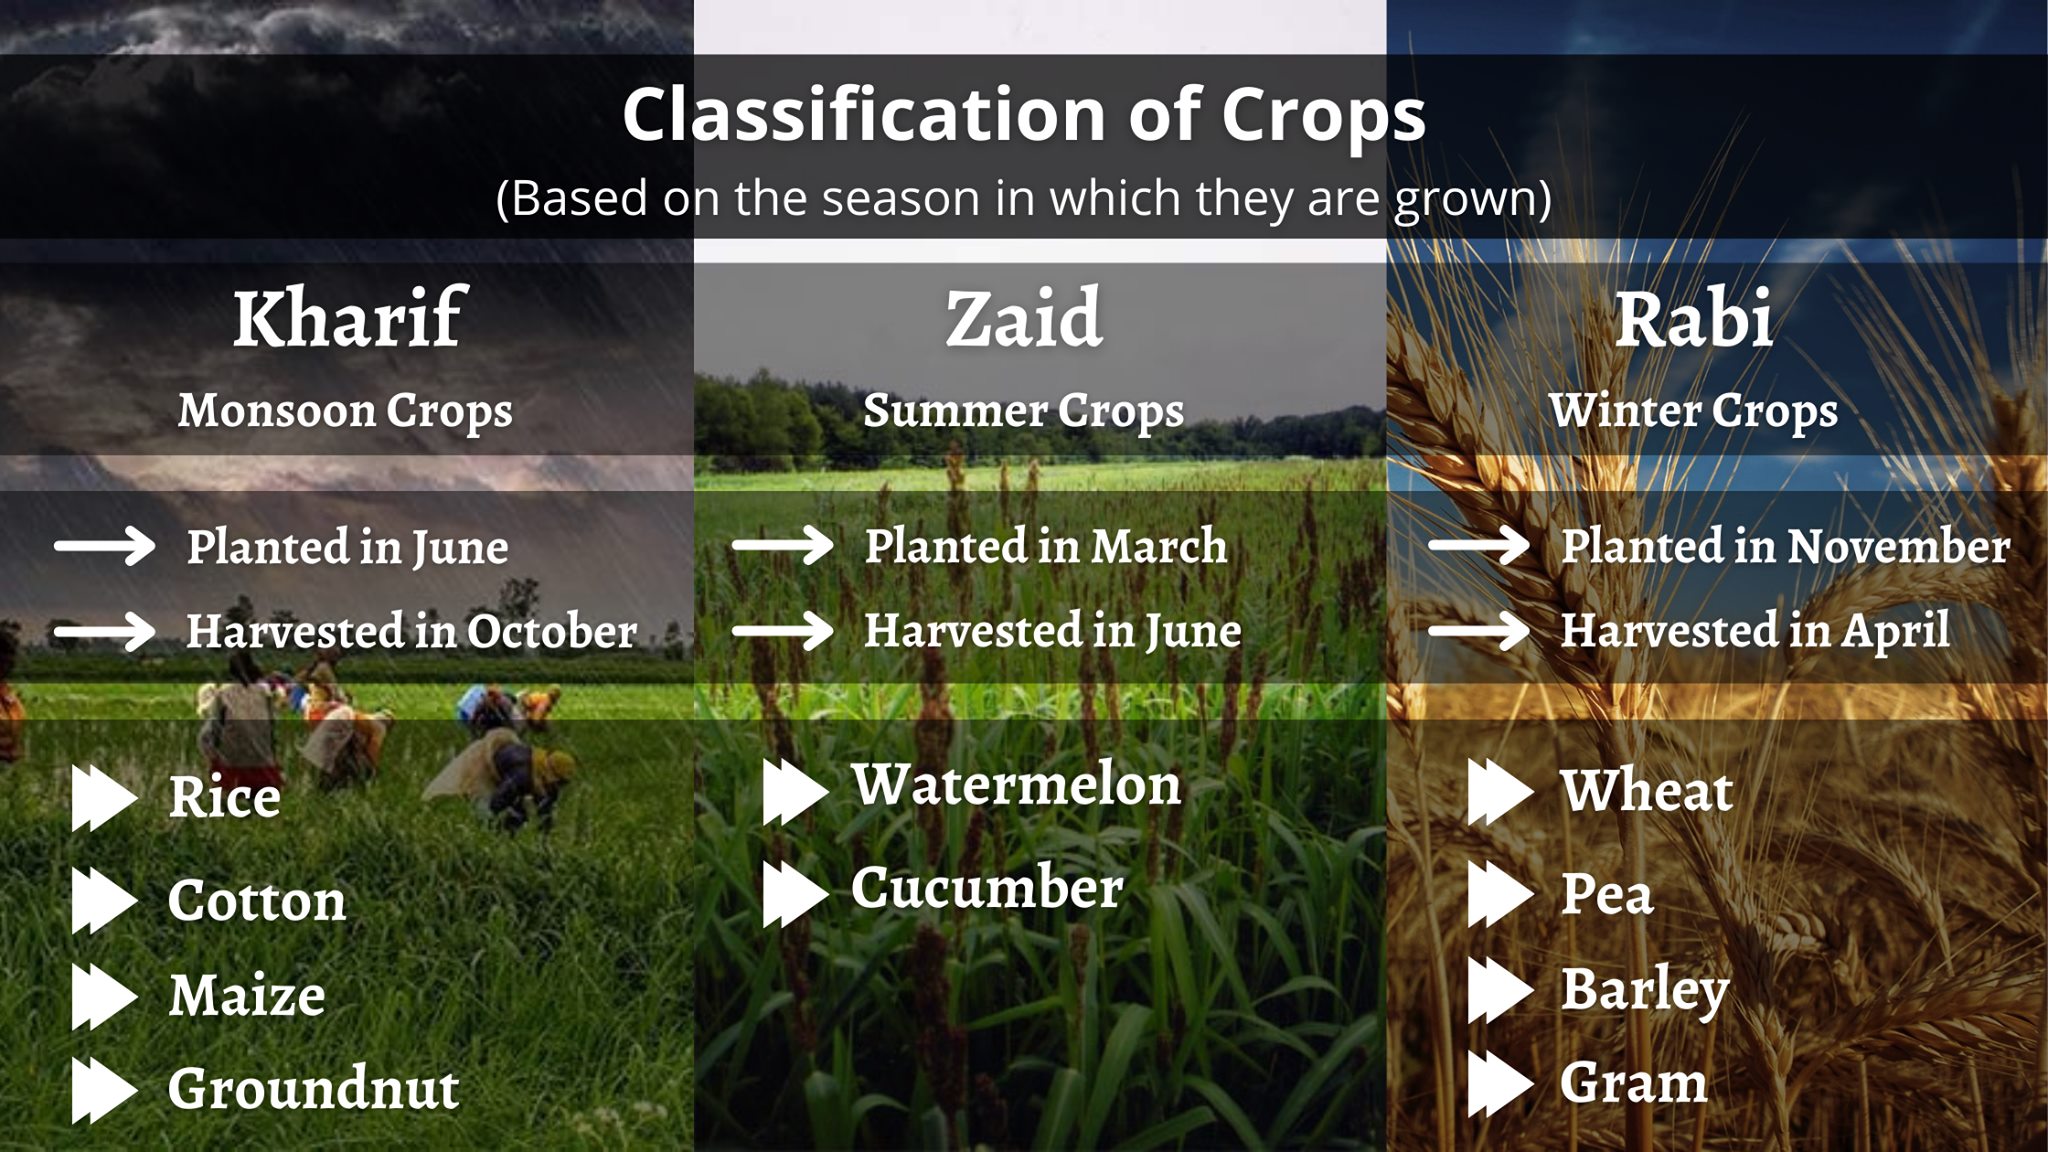 Classification of Crops
(Based on the season in which they are grown)
Kharif
Monsoon Crops
Planted in June
Harvested in October
Rice
Cotton
Maize
Groundnut
Zaid
Summer Crops
Planted in March
Harvested in June
Watermelon
Cucumber
Rabi
Winter Crops
Planted in November
Harvested in April
Wheat
Pea
Barley
Gram